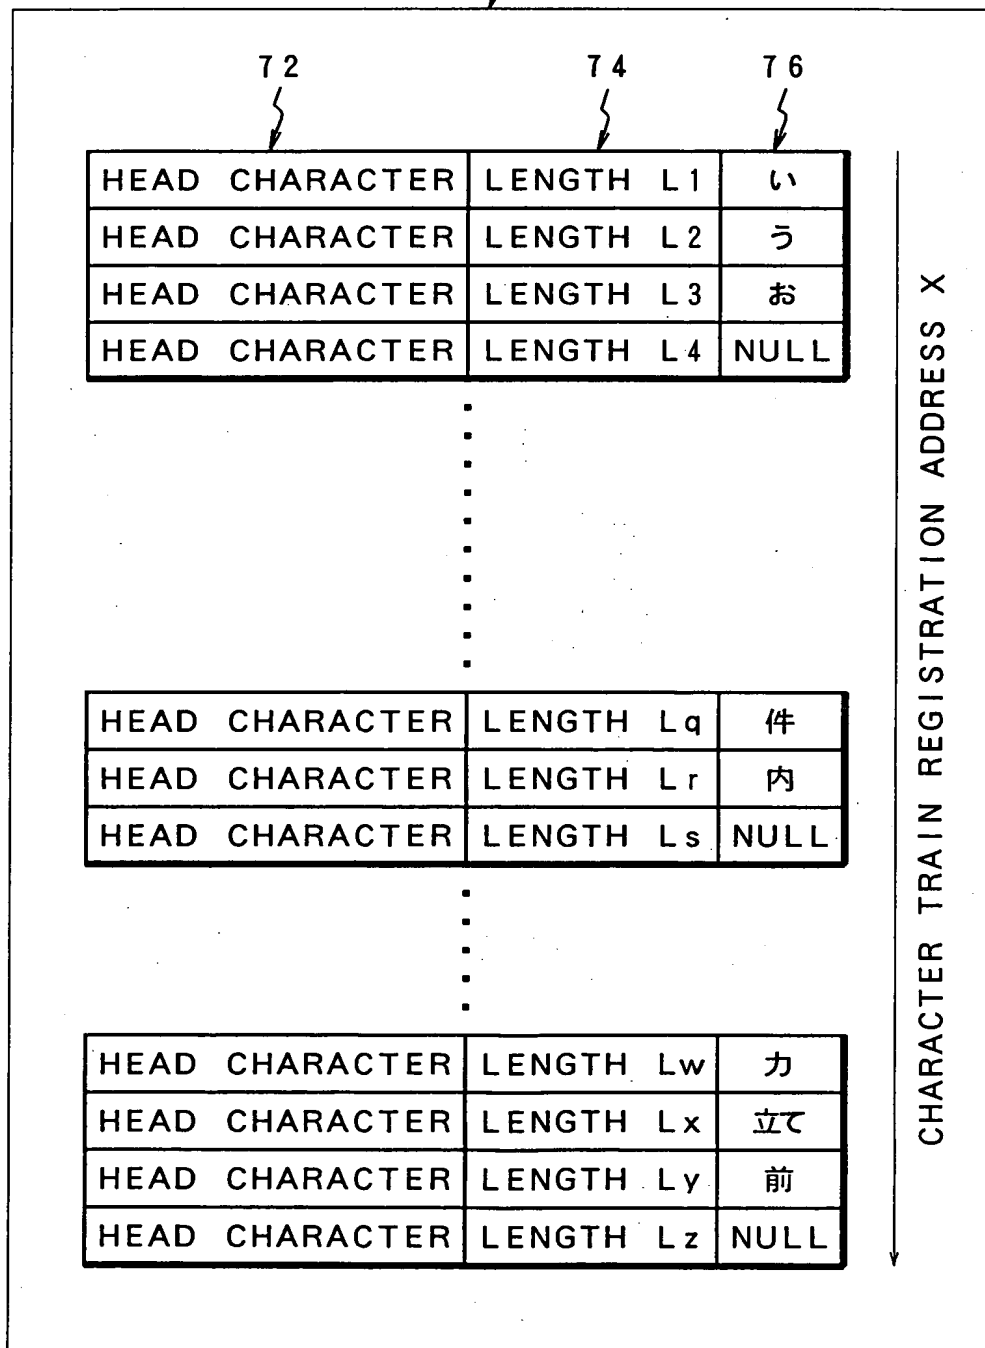 72 74 76
HEAD CHARACTER LENGTH L1 い
HEAD CHARACTER LENGTH L2 う
HEAD CHARACTER LENGTH L3 お
HEAD CHARACTER LENGTH L4 NULL
HEAD CHARACTER LENGTH Lq 件
HEAD CHARACTER LENGTH Lr 内
HEAD CHARACTER LENGTH Ls NULL
HEAD CHARACTER LENGTH Lw 力
HEAD CHARACTER LENGTH Lx 立て
HEAD CHARACTER LENGTH Ly 前
HEAD CHARACTER LENGTH Lz NULL
CHARACTER TRAIN REGISTRATION ADDRESS X